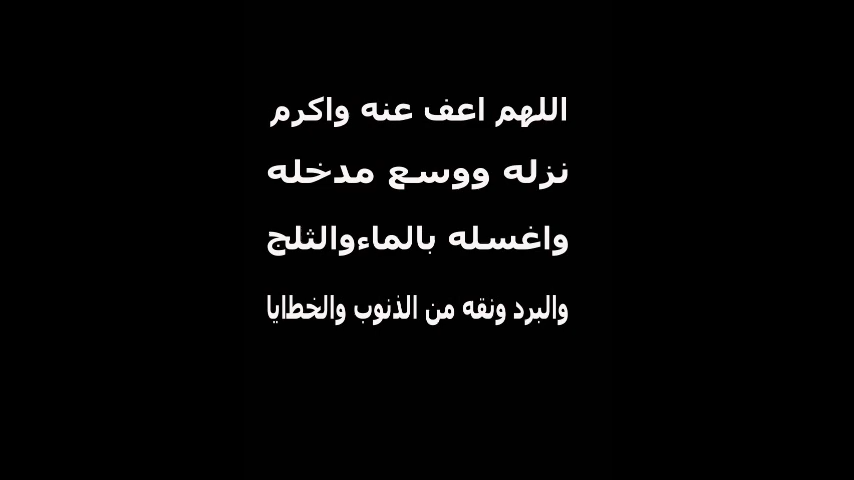 اللهم اعف عنه واكرم
نزله ووسع مدخله
واغسله بالماءوالثلج
والبرد ونقه من الذنوب والخطايا